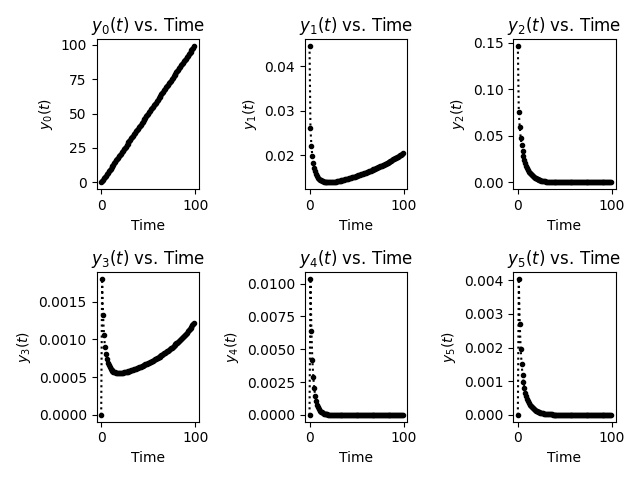 y₀(t) vs. Time
y₁(t) vs. Time
y₂(t) vs. Time
100
75
50
25
0
y₀(t)
0
100
Time
0.04
0.03
0.02
y₁(t)
0
100
Time
0.15
0.10
0.05
0.00
y₂(t)
0
100
Time
y₃(t) vs. Time
y₄(t) vs. Time
y₅(t) vs. Time
0.0015
0.0010
0.0005
0.0000
y₃(t)
0
100
Time
0.0100
0.0075
0.0050
0.0025
0.0000
y₄(t)
0
100
Time
0.004
0.003
0.002
0.001
0.000
y₅(t)
0
100
Time